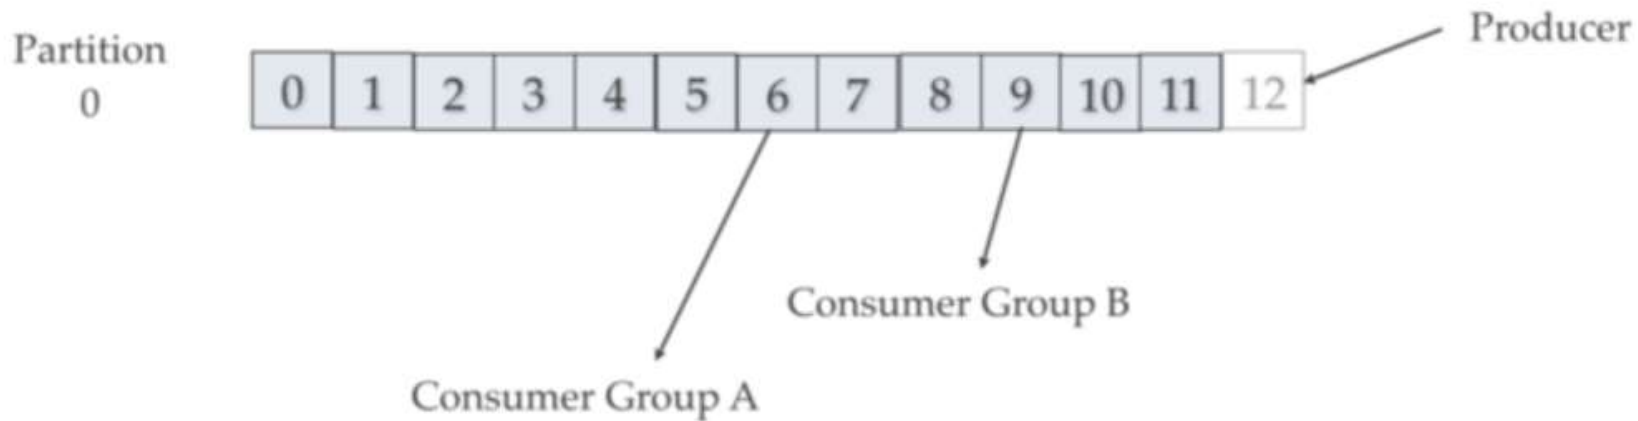 Partition
0
0 1 2 3 4 5 6 7 8 9 10 11 12
Producer
Consumer Group B
Consumer Group A